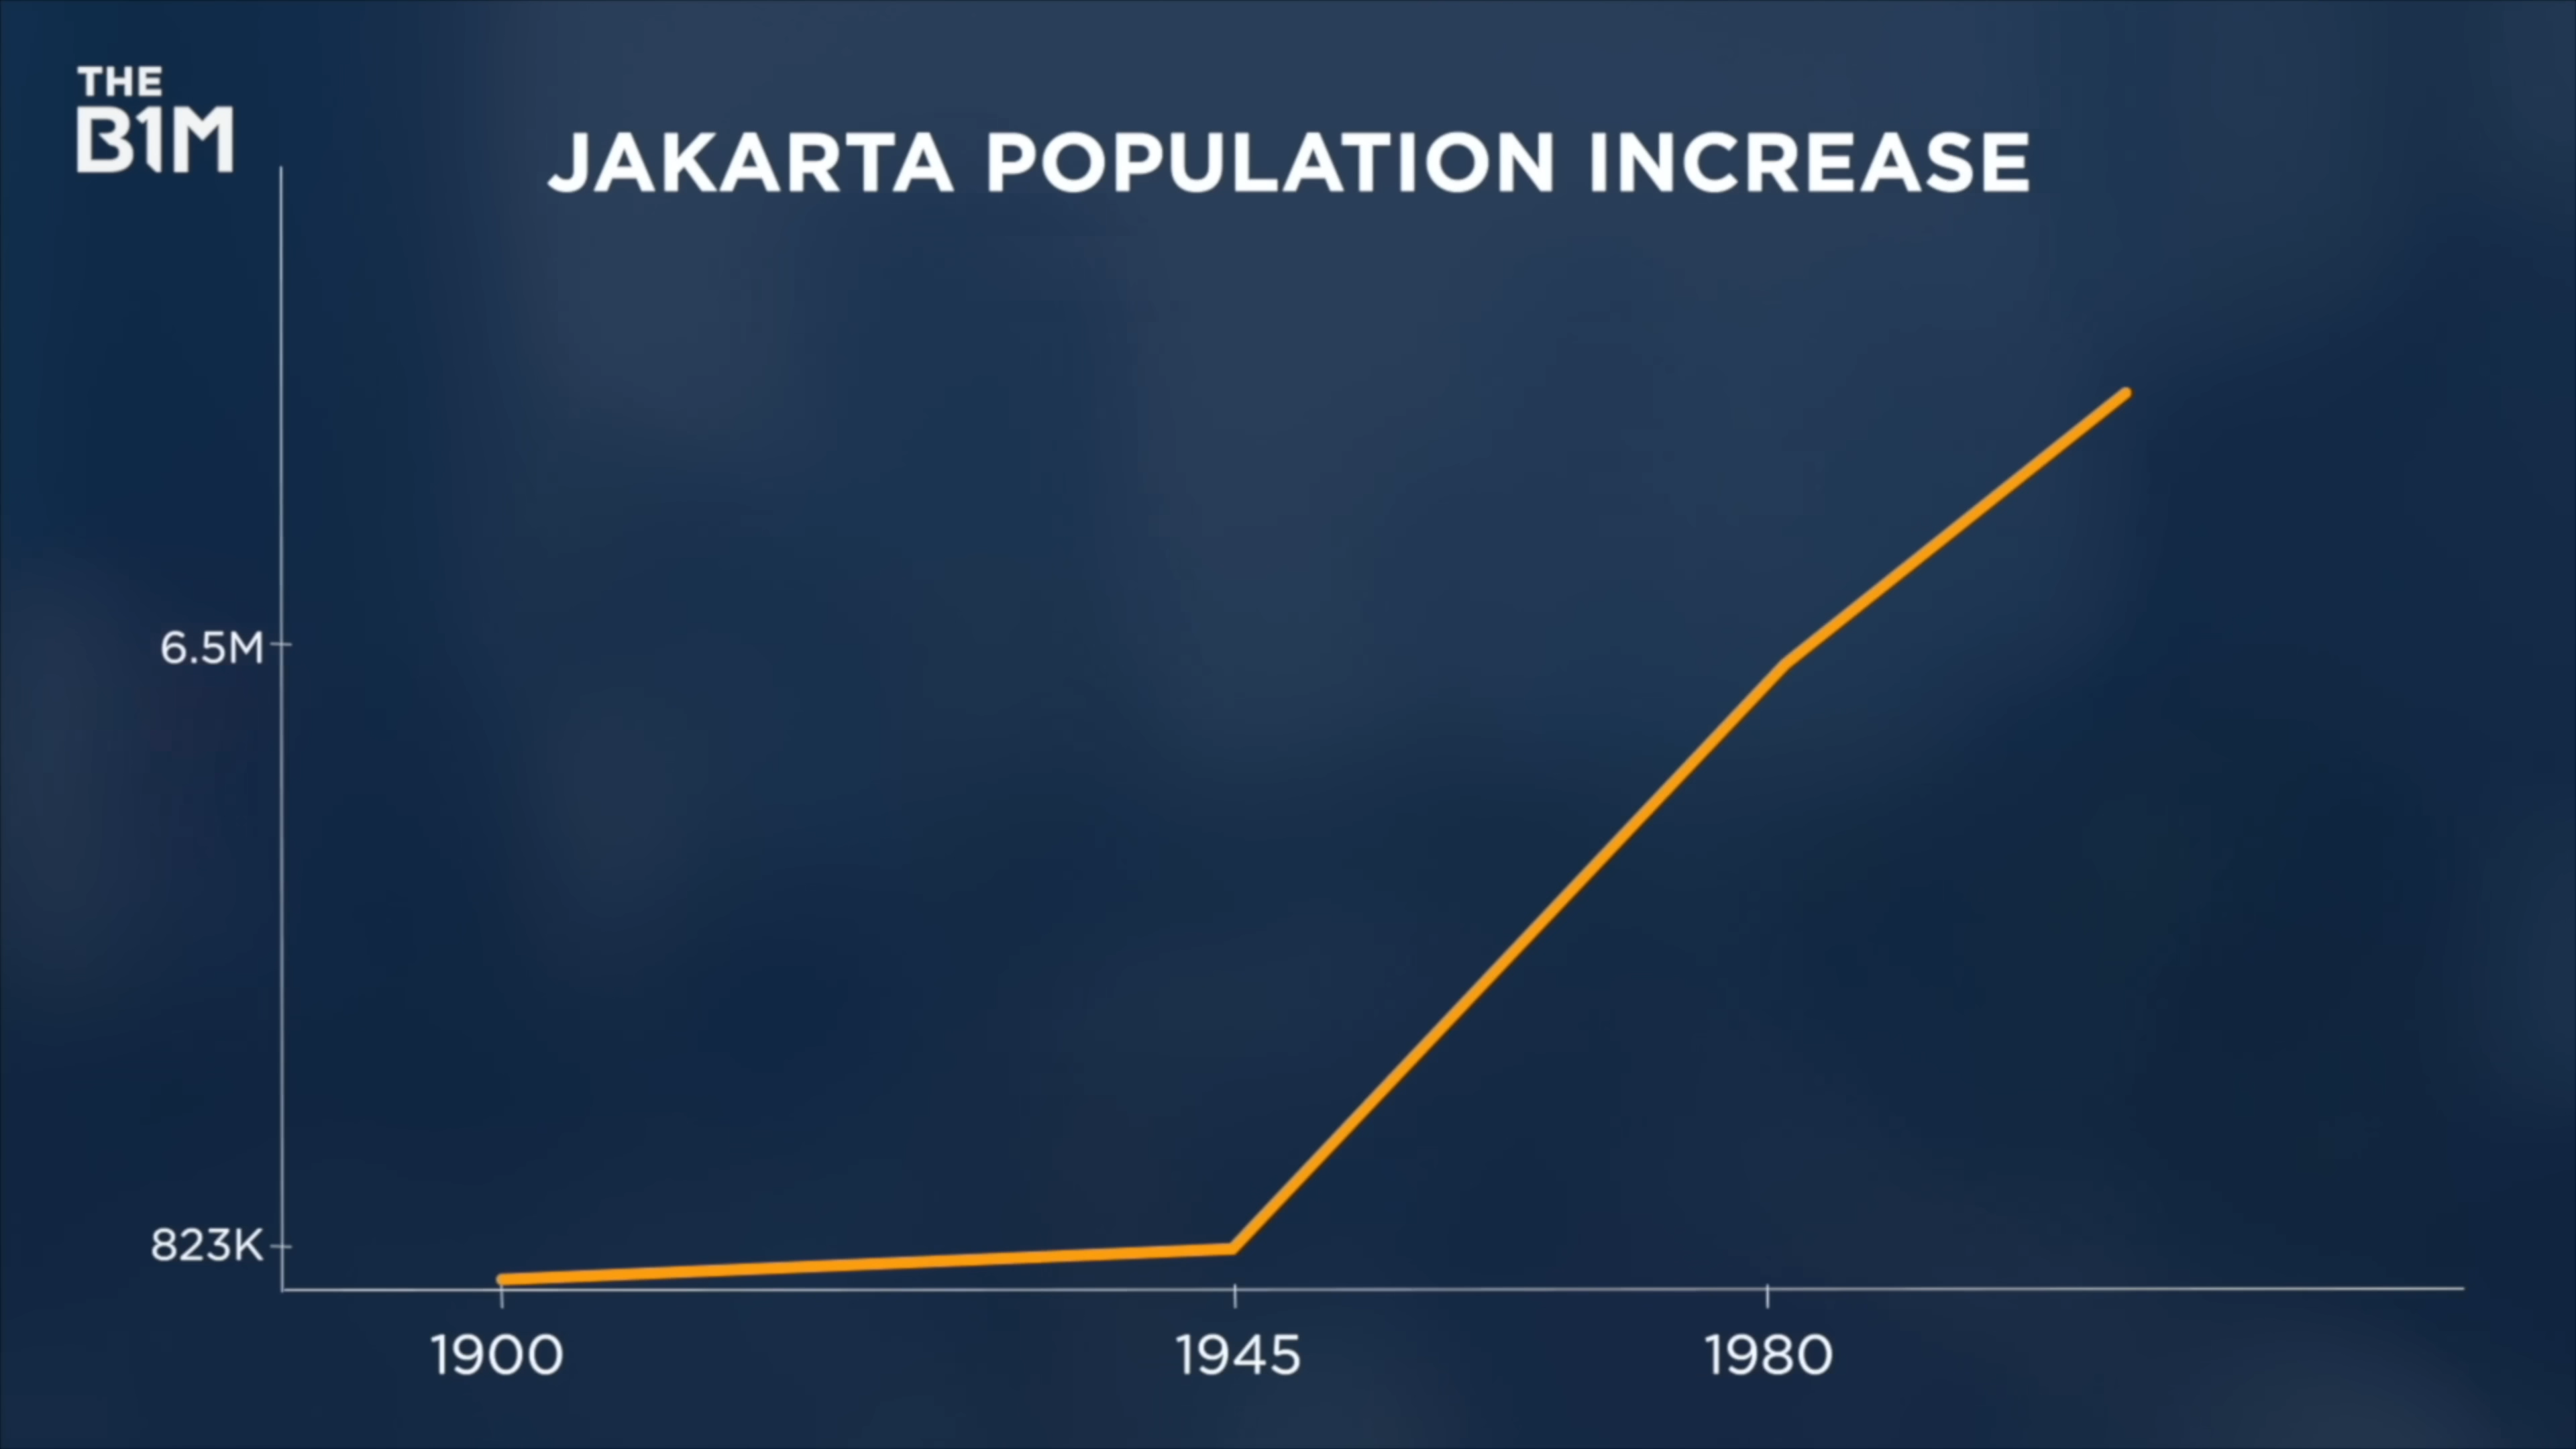 THE
B1M
JAKARTA POPULATION INCREASE
6.5M
823K
1900
1945
1980